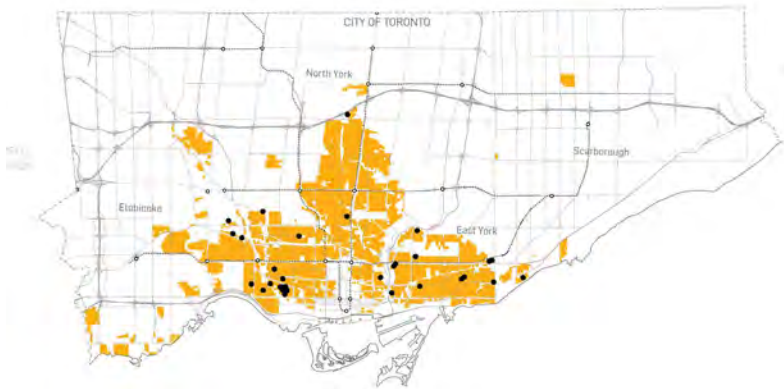 CITY OF TORONTO
North York
Scarborough
Etobicoke
East York